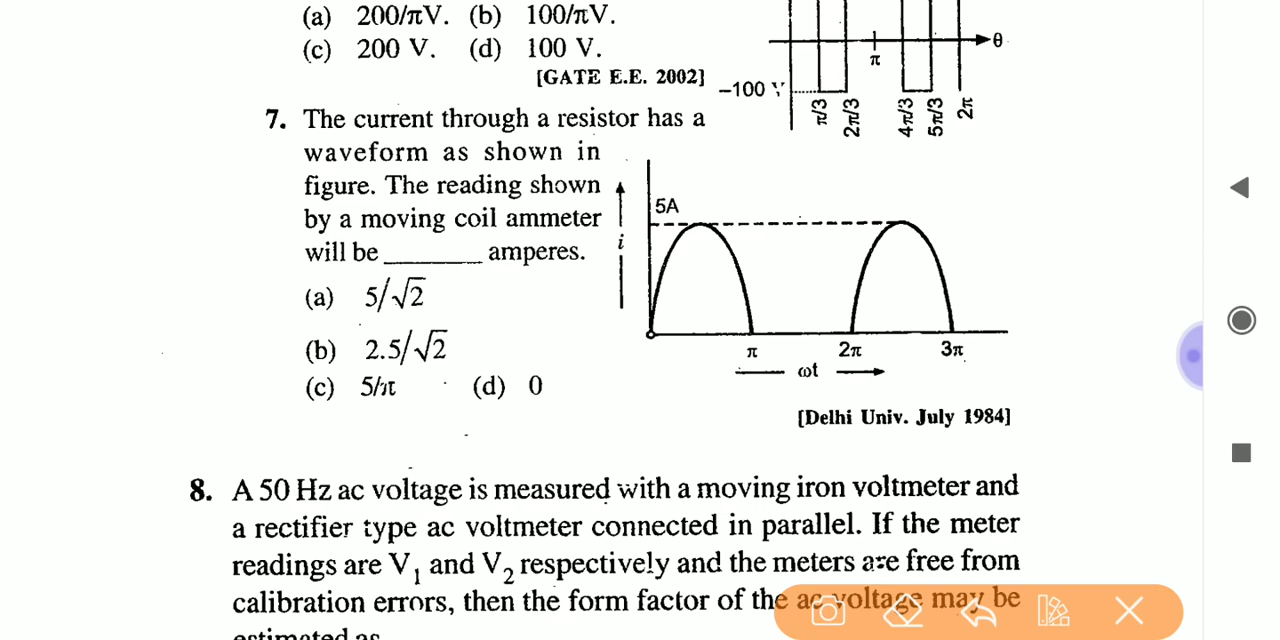 (a) 200/πV. (b) 100/πV.
(c) 200 V. (d) 100 V.
[GATE E.E. 2002]
θ
π
−100 V
π/3
2π/3
4π/3
5π/3
2π
7. The current through a resistor has a
waveform as shown in
figure. The reading shown
by a moving coil ammeter
will be ________ amperes.
(a) 5/√2
(b) 2.5/√2
(c) 5/π (d) 0
5A
i
π
2π
3π
ωt
[Delhi Univ. July 1984]
8. A 50 Hz ac voltage is measured with a moving iron voltmeter and
a rectifier type ac voltmeter connected in parallel. If the meter
readings are V₁ and V₂ respectively and the meters are free from
calibration errors, then the form factor of the ac voltage may be
estimated as